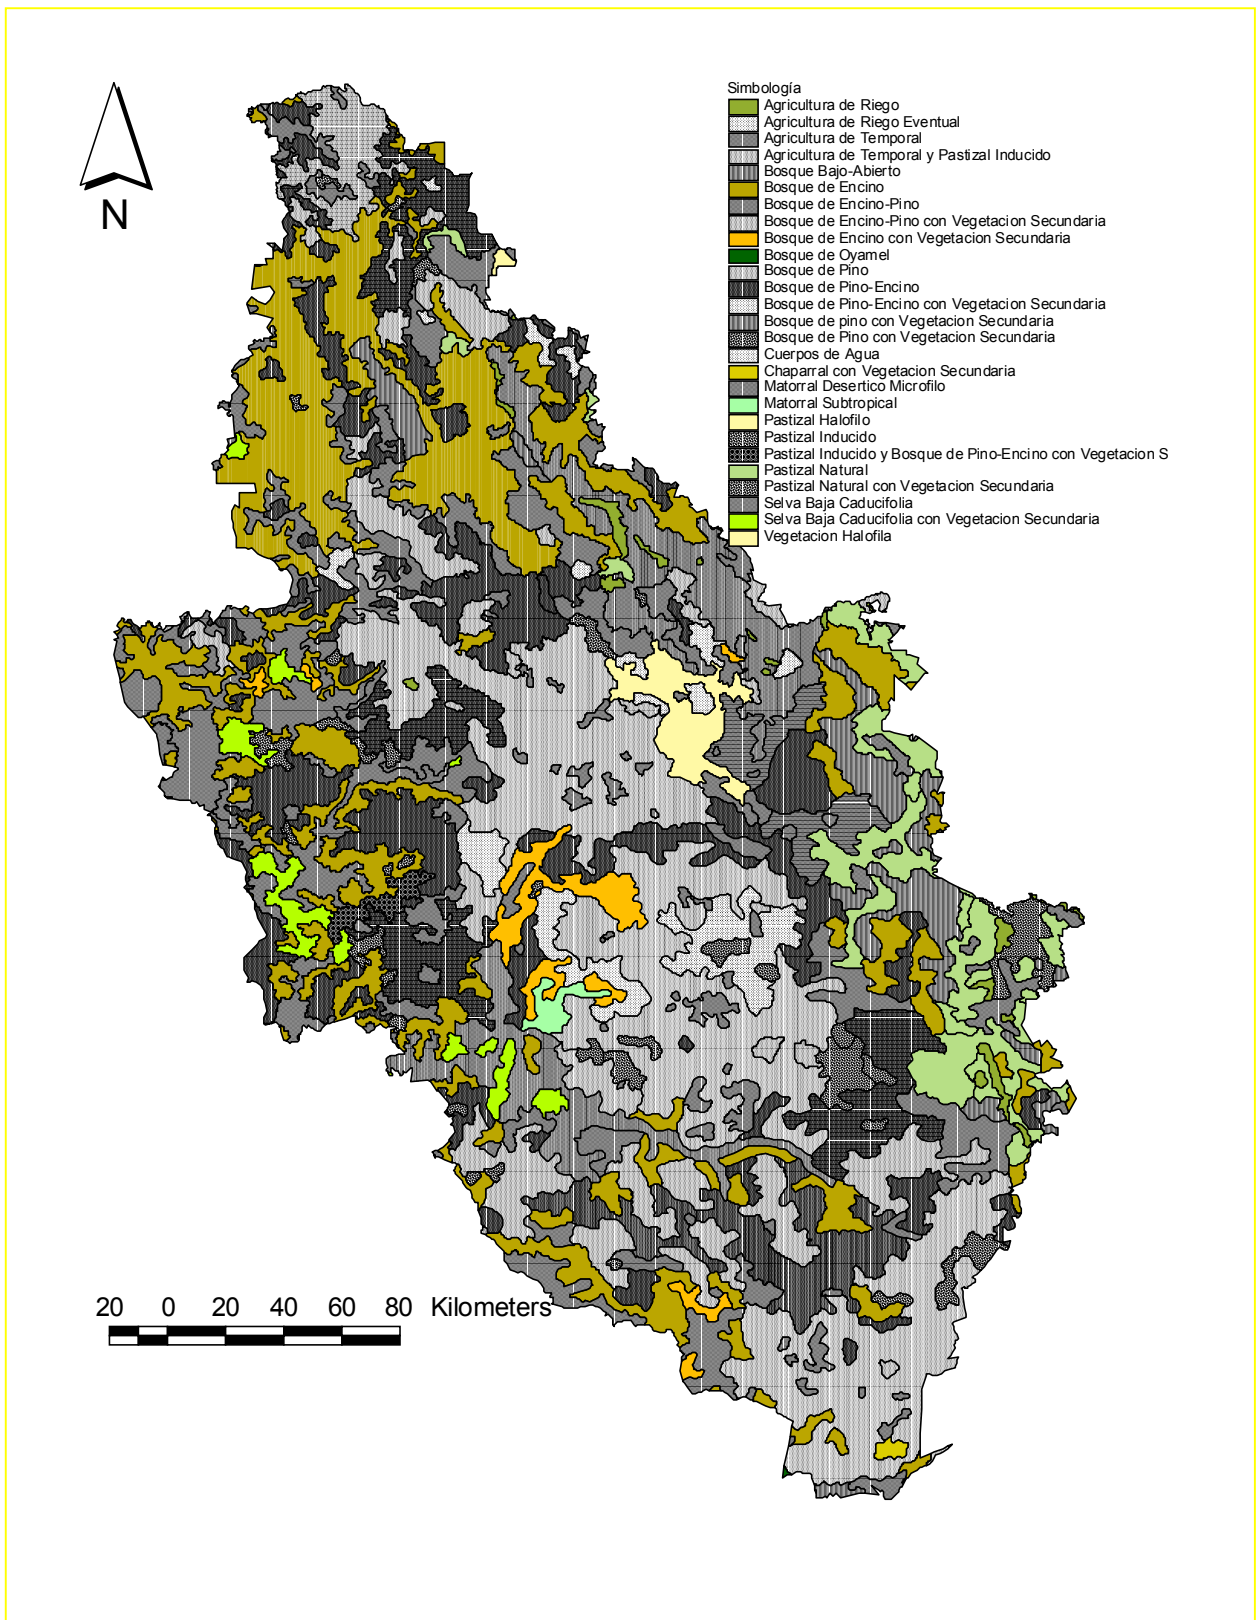 Simbología
Agricultura de Riego
Agricultura de Riego Eventual
Agricultura de Temporal
Agricultura de Temporal y Pastizal Inducido
Bosque Bajo-Abierto
Bosque de Encino
Bosque de Encino-Pino
Bosque de Encino-Pino con Vegetacion Secundaria
Bosque de Encino con Vegetacion Secundaria
Bosque de Oyamel
Bosque de Pino
Bosque de Pino-Encino
Bosque de Pino-Encino con Vegetacion Secundaria
Bosque de pino con Vegetacion Secundaria
Bosque de Pino con Vegetacion Secundaria
Cuerpos de Agua
Chaparral con Vegetacion Secundaria
Matorral Desertico Microfilo
Matorral Subtropical
Pastizal Halofilo
Pastizal Inducido
Pastizal Inducido y Bosque de Pino-Encino con Vegetacion S
Pastizal Natural
Pastizal Natural con Vegetacion Secundaria
Selva Baja Caducifolia
Selva Baja Caducifolia con Vegetacion Secundaria
Vegetacion Halofila
N
20 0 20 40 60 80 Kilometers